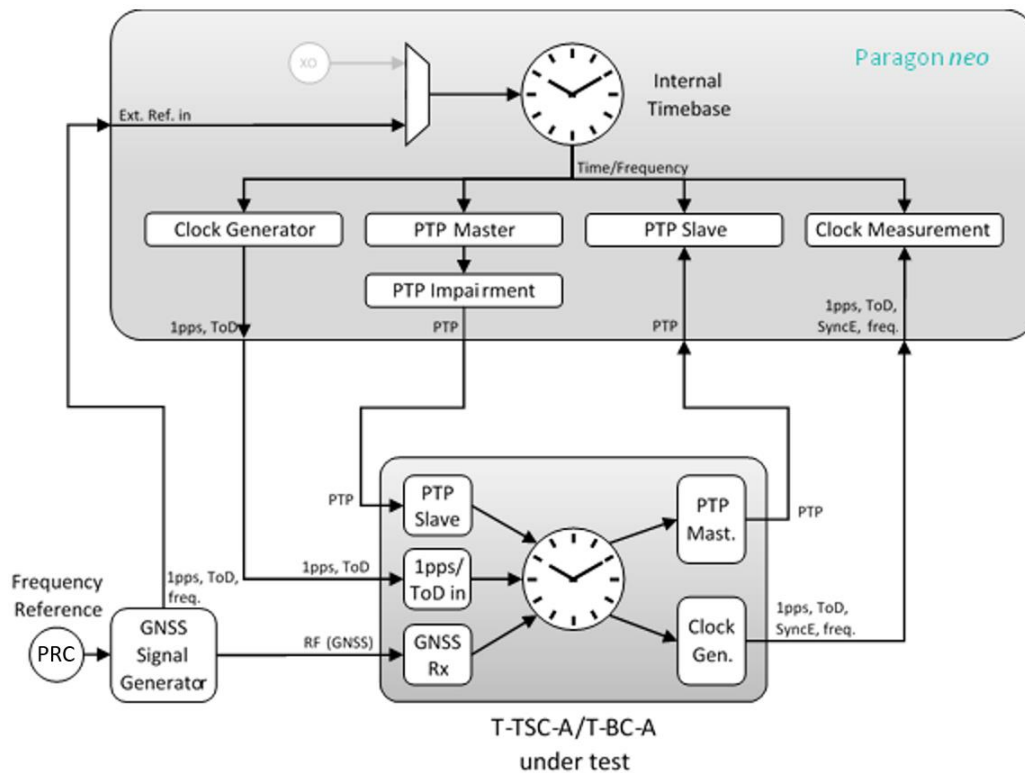 Paragon neo
XO
Internal
Timebase
Ext. Ref. in
Time/Frequency
Clock Generator
PTP Master
PTP Slave
Clock Measurement
PTP Impairment
1pps, ToD
PTP
PTP
1pps, ToD,
SyncE, freq.
PTP
PTP
Slave
PTP
Mast.
PTP
1pps, ToD
1pps/
ToD in
Frequency
Reference
1pps, ToD,
freq.
PRC
GNSS
Signal
Generator
RF (GNSS)
GNSS
Rx
Clock
Gen.
1pps, ToD,
SyncE, freq.
T-TSC-A/T-BC-A
under test